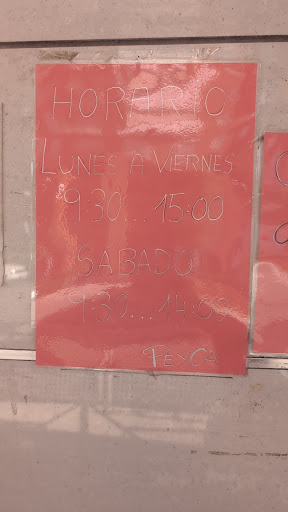 HORARIO
LUNES A VIERNES
9:30...15:00
SABADO
9:30...14:00